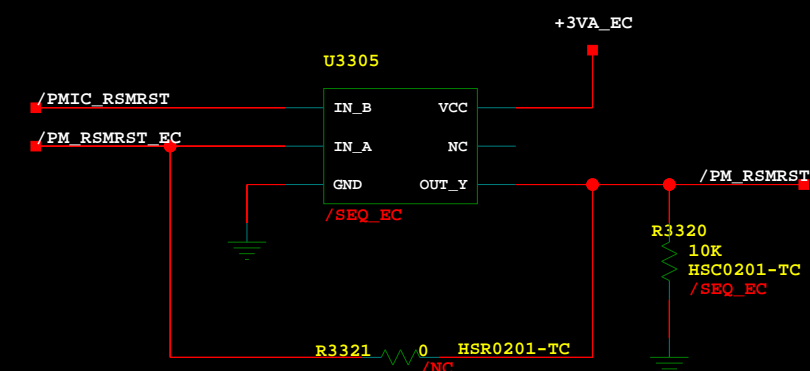 +3VA_EC
U3305
/PMIC_RSMRST
IN_B VCC
/PM_RSMRST_EC
IN_A NC
GND OUT_Y
/PM_RSMRST
/SEQ_EC
R3320
10K
HSC0201-TC
/SEQ_EC
R3321 0 HSR0201-TC
/NC